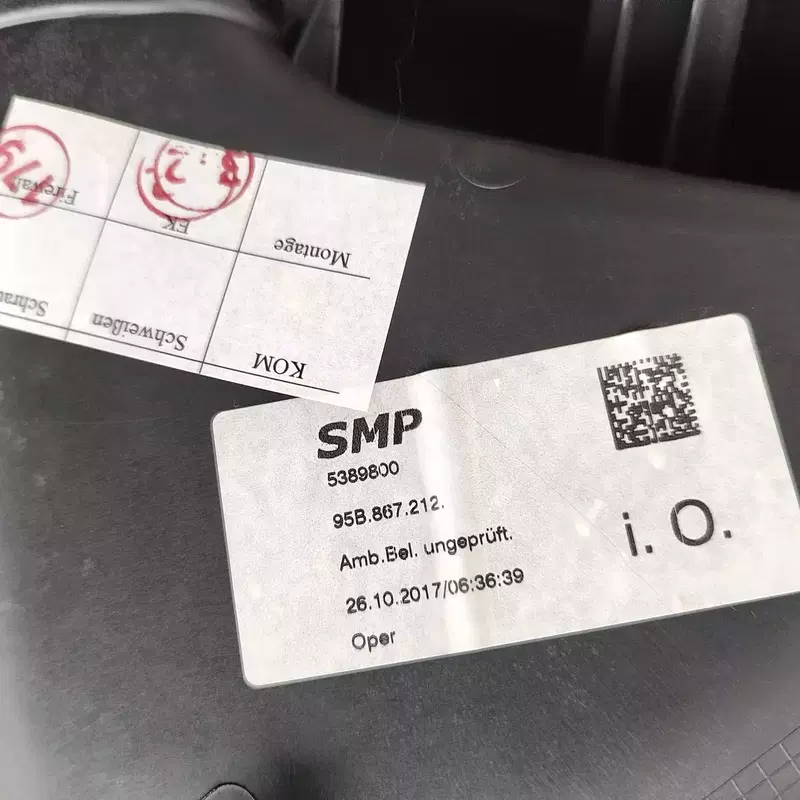 Montage
EK
Firewall
KOM
Schweißen
SMP
5389800
95B.867.212.
Amb.Bel. ungeprüft.
26.10.2017/06:36:39
Oper
i. O.